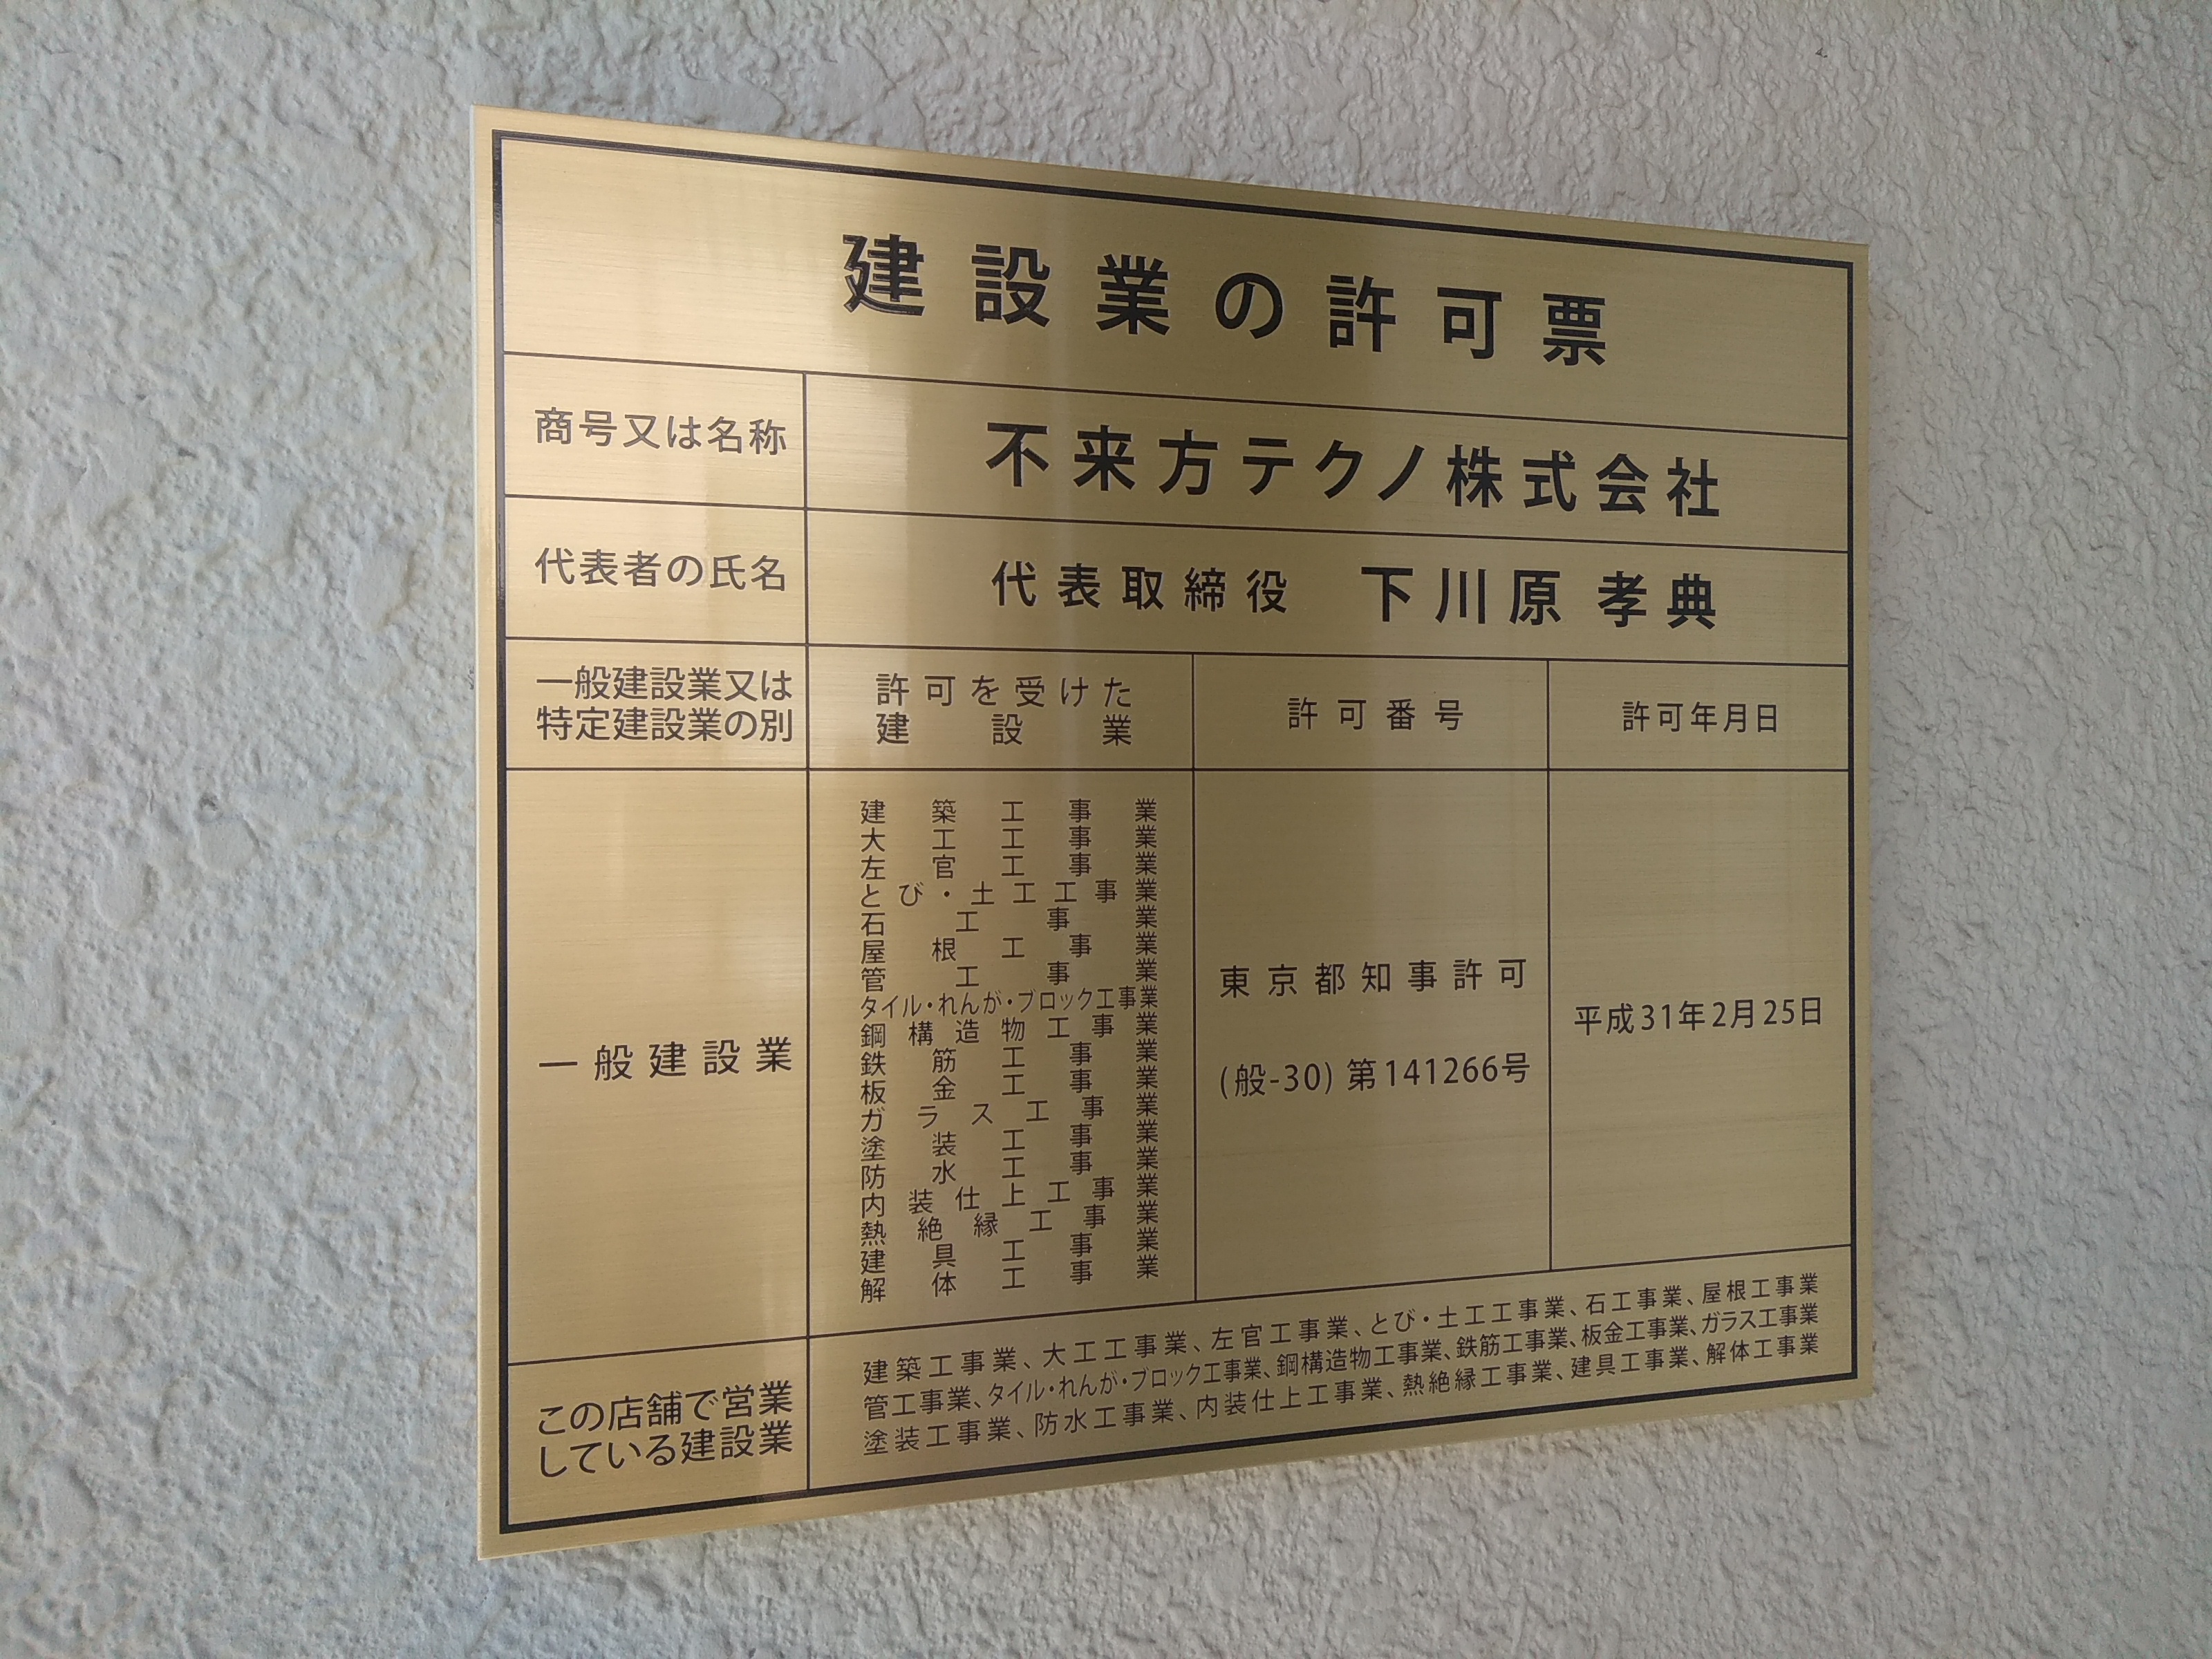 建設業の許可票
商号又は名称
不来方テクノ株式会社
代表者の氏名
代表取締役 下川原 孝典
一般建設業又は
特定建設業の別
許可を受けた
建設業
許可番号
許可年月日
一般建設業
建築工事業
大工工事業
左官工事業
とび・土工工事業
石工事業
屋根工事業
管工事業
タイル・れんが・ブロック工事業
鋼構造物工事業
鉄筋工事業
板金工事業
ガラス工事業
塗装工事業
防水工事業
内装仕上工事業
熱絶縁工事業
建具工事業
解体工事業
東京都知事許可
(般-30) 第141266号
平成31年2月25日
この店舗で営業
している建設業
建築工事業、大工工事業、左官工事業、とび・土工工事業、石工事業、屋根工事業
管工事業、タイル・れんが・ブロック工事業、鋼構造物工事業、鉄筋工事業、板金工事業、ガラス工事業
塗装工事業、防水工事業、内装仕上工事業、熱絶縁工事業、建具工事業、解体工事業